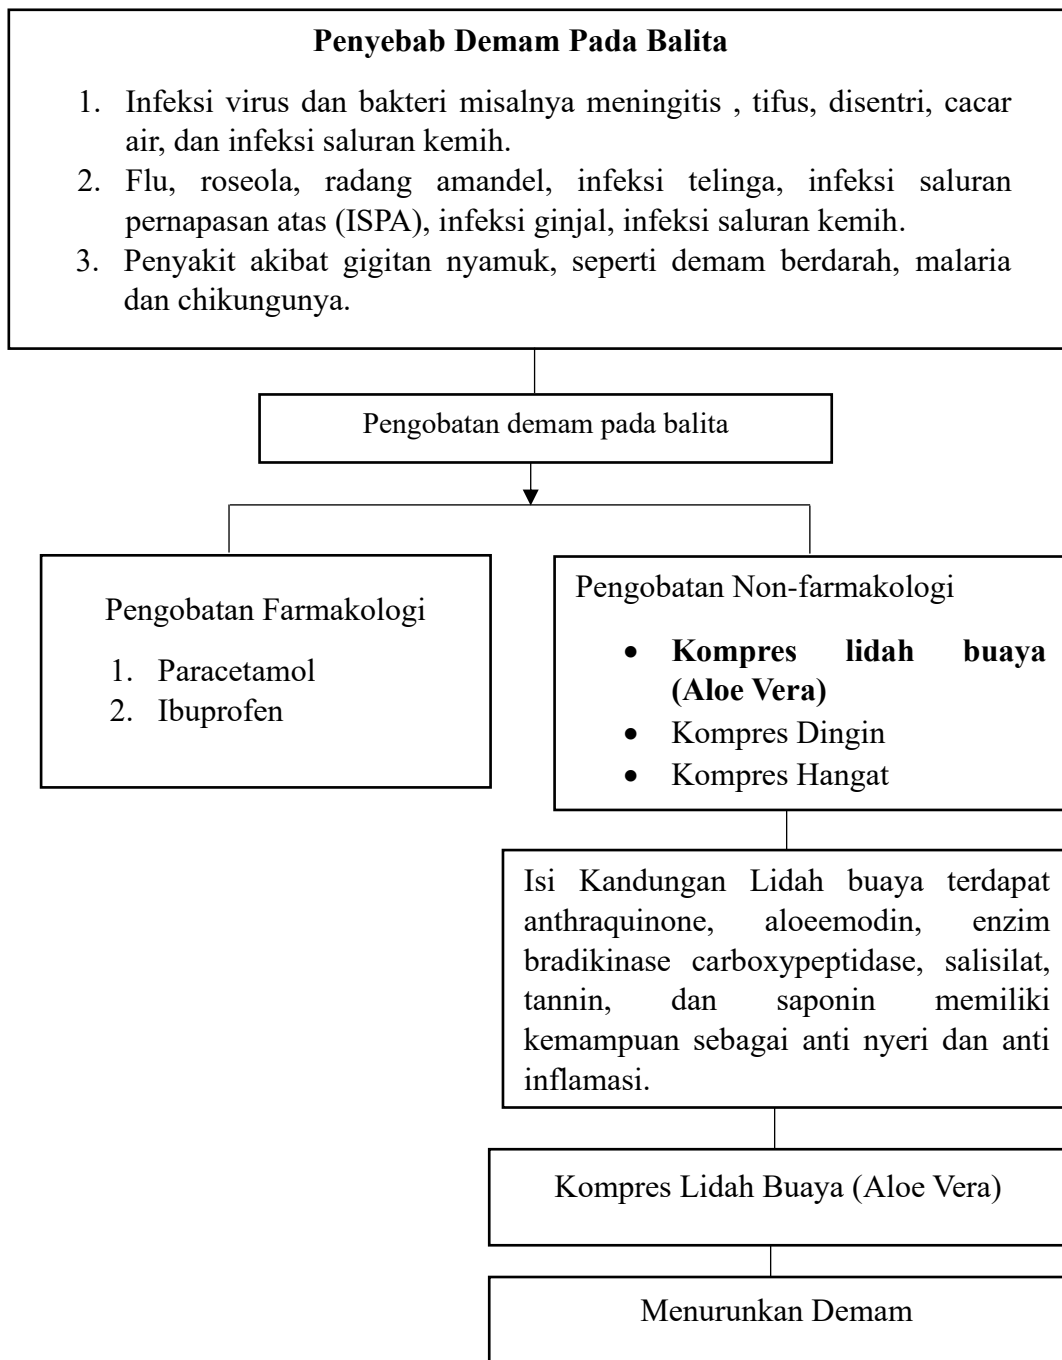 Penyebab Demam Pada Balita
1. Infeksi virus dan bakteri misalnya meningitis , tifus, disentri, cacar
air, dan infeksi saluran kemih.
2. Flu, roseola, radang amandel, infeksi telinga, infeksi saluran
pernapasan atas (ISPA), infeksi ginjal, infeksi saluran kemih.
3. Penyakit akibat gigitan nyamuk, seperti demam berdarah, malaria
dan chikungunya.
Pengobatan demam pada balita
Pengobatan Farmakologi
1. Paracetamol
2. Ibuprofen
Pengobatan Non-farmakologi
• Kompres lidah buaya
(Aloe Vera)
• Kompres Dingin
• Kompres Hangat
Isi Kandungan Lidah buaya terdapat
anthraquinone, aloeemodin, enzim
bradikinase carboxypeptidase, salisilat,
tannin, dan saponin memiliki
kemampuan sebagai anti nyeri dan anti
inflamasi.
Kompres Lidah Buaya (Aloe Vera)
Menurunkan Demam